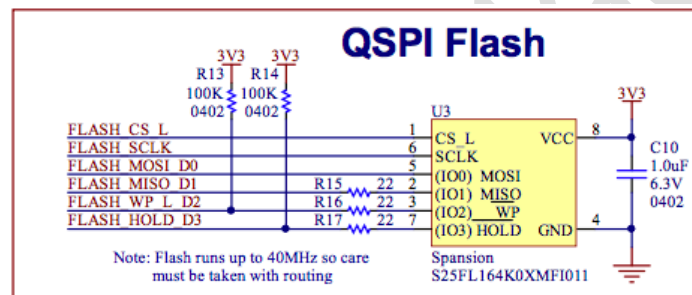 QSPI Flash
3V3 3V3
R13 R14
100K 100K
0402 0402
U3
3V3
FLASH_CS_L 1 CS_L VCC 8
FLASH_SCLK 6 SCLK
FLASH_MOSI_D0 5 (IO0) MOSI
FLASH_MISO_D1 R15 22 2 (IO1) MISO
FLASH_WP_L_D2 R16 22 3 (IO2) WP
FLASH_HOLD_D3 R17 22 7 (IO3) HOLD GND 4
C10
1.0uF
6.3V
0402
Note: Flash runs up to 40MHz so care
must be taken with routing
Spansion
S25FL164K0XMFI011